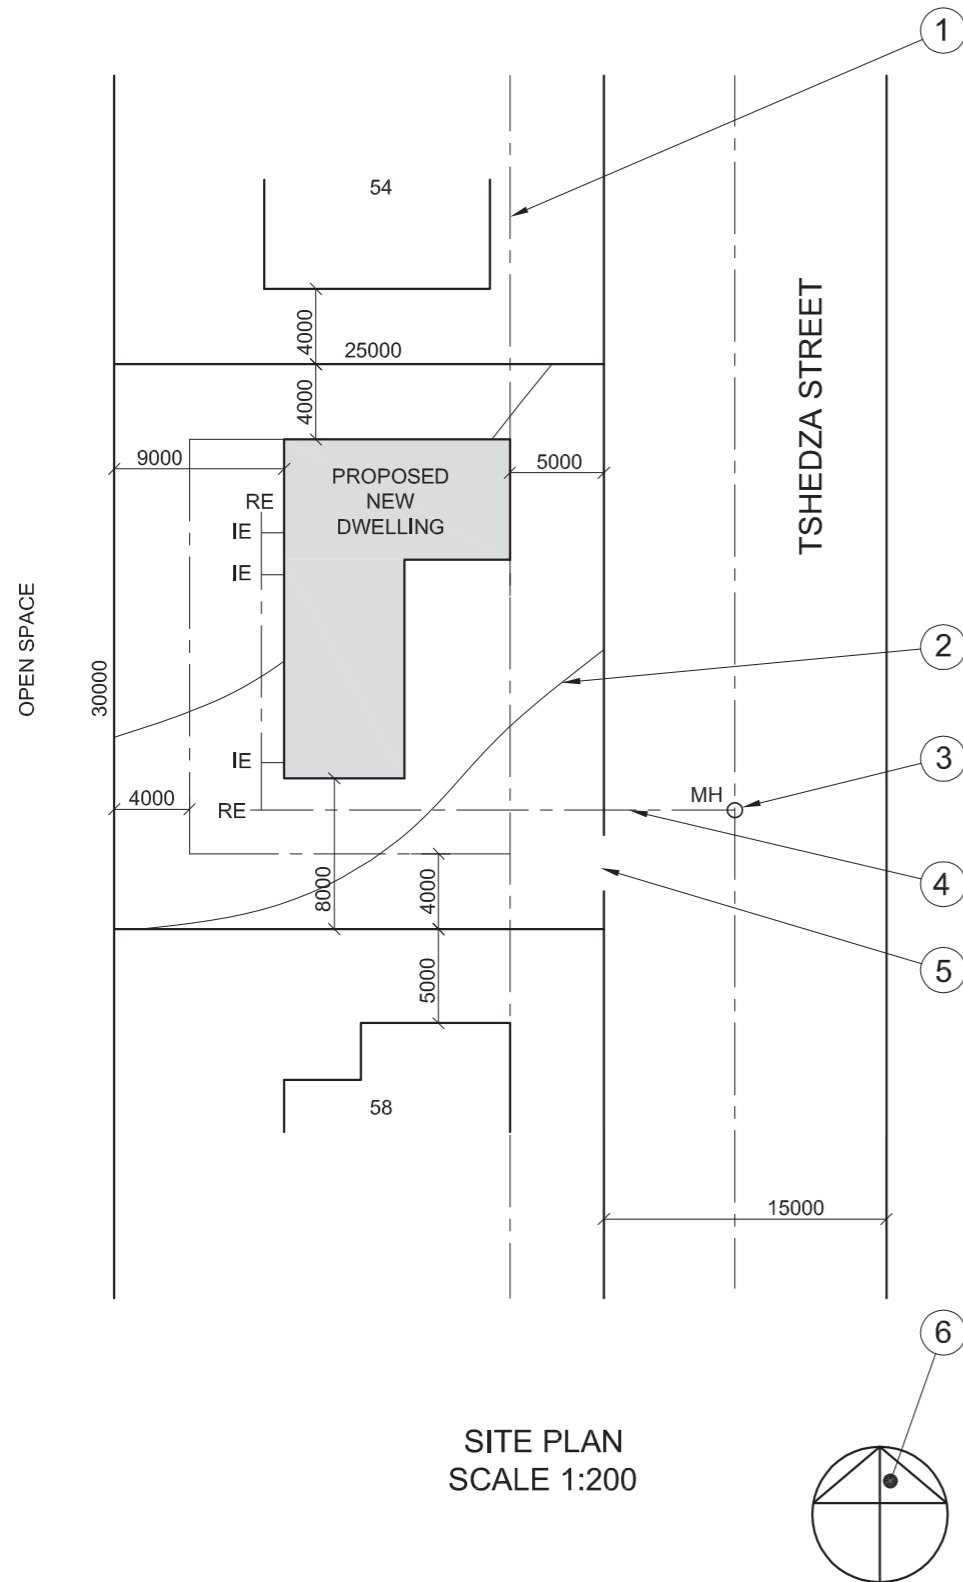 1
54
4000
25000
4000
9000
5000
PROPOSED
NEW
DWELLING
RE
IE
IE
TSHEDZA STREET
OPEN SPACE
30000
2
IE
3
MH
4000
RE
4
8000
4000
5
5000
58
15000
6
SITE PLAN
SCALE 1:200